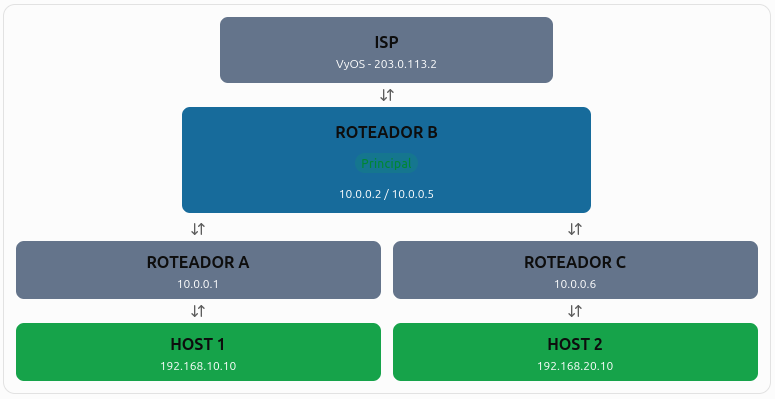 ISP
VyOS - 203.0.113.2
ROTEADOR B
Principal
10.0.0.2 / 10.0.0.5
ROTEADOR A
10.0.0.1
ROTEADOR C
10.0.0.6
HOST 1
192.168.10.10
HOST 2
192.168.20.10